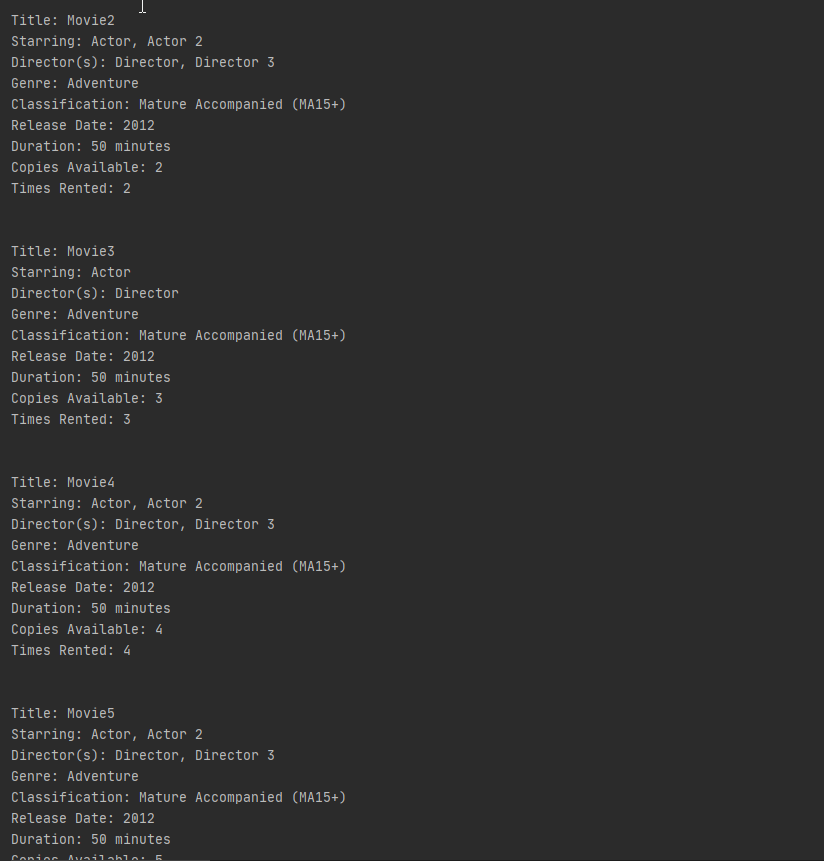 Title: Movie2
Starring: Actor, Actor 2
Director(s): Director, Director 3
Genre: Adventure
Classification: Mature Accompanied (MA15+)
Release Date: 2012
Duration: 50 minutes
Copies Available: 2
Times Rented: 2
Title: Movie3
Starring: Actor
Director(s): Director
Genre: Adventure
Classification: Mature Accompanied (MA15+)
Release Date: 2012
Duration: 50 minutes
Copies Available: 3
Times Rented: 3
Title: Movie4
Starring: Actor, Actor 2
Director(s): Director, Director 3
Genre: Adventure
Classification: Mature Accompanied (MA15+)
Release Date: 2012
Duration: 50 minutes
Copies Available: 4
Times Rented: 4
Title: Movie5
Starring: Actor, Actor 2
Director(s): Director, Director 3
Genre: Adventure
Classification: Mature Accompanied (MA15+)
Release Date: 2012
Duration: 50 minutes
Copies Available: 5